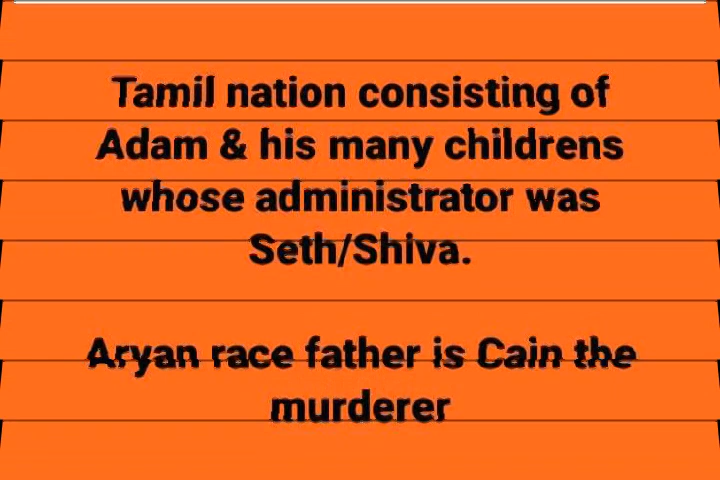 Tamil nation consisting of
Adam & his many childrens
whose administrator was
Seth/Shiva.
Aryan race father is Cain the
murderer